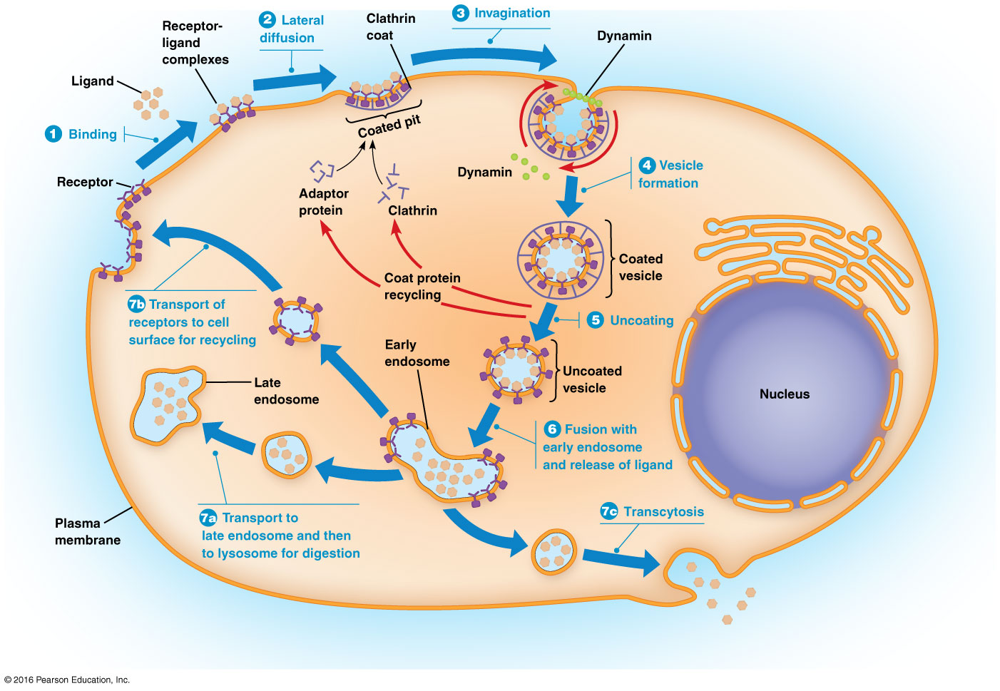 2 Lateral
diffusion
Clathrin
coat
3 Invagination
Receptor-
ligand
complexes
Dynamin
Ligand
1 Binding
Coated pit
Receptor
Dynamin
4 Vesicle
formation
Adaptor
protein
Clathrin
Coated
vesicle
Coat protein
recycling
7b Transport of
receptors to cell
surface for recycling
5 Uncoating
Early
endosome
Uncoated
vesicle
Late
endosome
Nucleus
6 Fusion with
early endosome
and release of ligand
7a Transport to
late endosome and then
to lysosome for digestion
7c Transcytosis
Plasma
membrane
© 2016 Pearson Education, Inc.